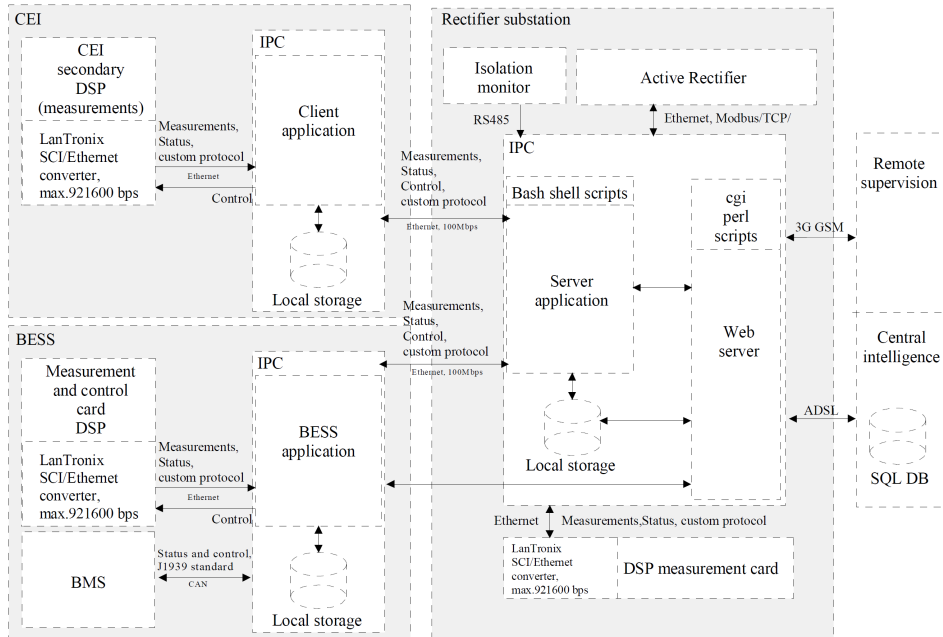 CEI
CEI
secondary
DSP
(measurements)
LanTronix
SCI/Ethernet
converter,
max.921600 bps
Measurements,
Status,
custom protocol
Ethernet
Control
IPC
Client
application
Local storage
Measurements,
Status,
Control,
custom protocol
Ethernet, 100Mbps
BESS
Measurement
and control
card
DSP
LanTronix
SCI/Ethernet
converter,
max.921600 bps
BMS
Measurements,
Status,
custom protocol
Ethernet
Control
Status and control,
J1939 standard
CAN
IPC
BESS
application
Local storage
Measurements,
Status,
Control,
custom protocol
Ethernet, 100Mbps
Rectifier substation
Isolation
monitor
Active Rectifier
RS485
Ethernet, Modbus/TCP/
IPC
Bash shell scripts
Server
application
Local storage
cgi
perl
scripts
Web
server
Ethernet
Measurements,Status, custom protocol
LanTronix
SCI/Ethernet
converter,
max.921600 bps
DSP measurement card
3G GSM
ADSL
Remote
supervision
Central
intelligence
SQL DB